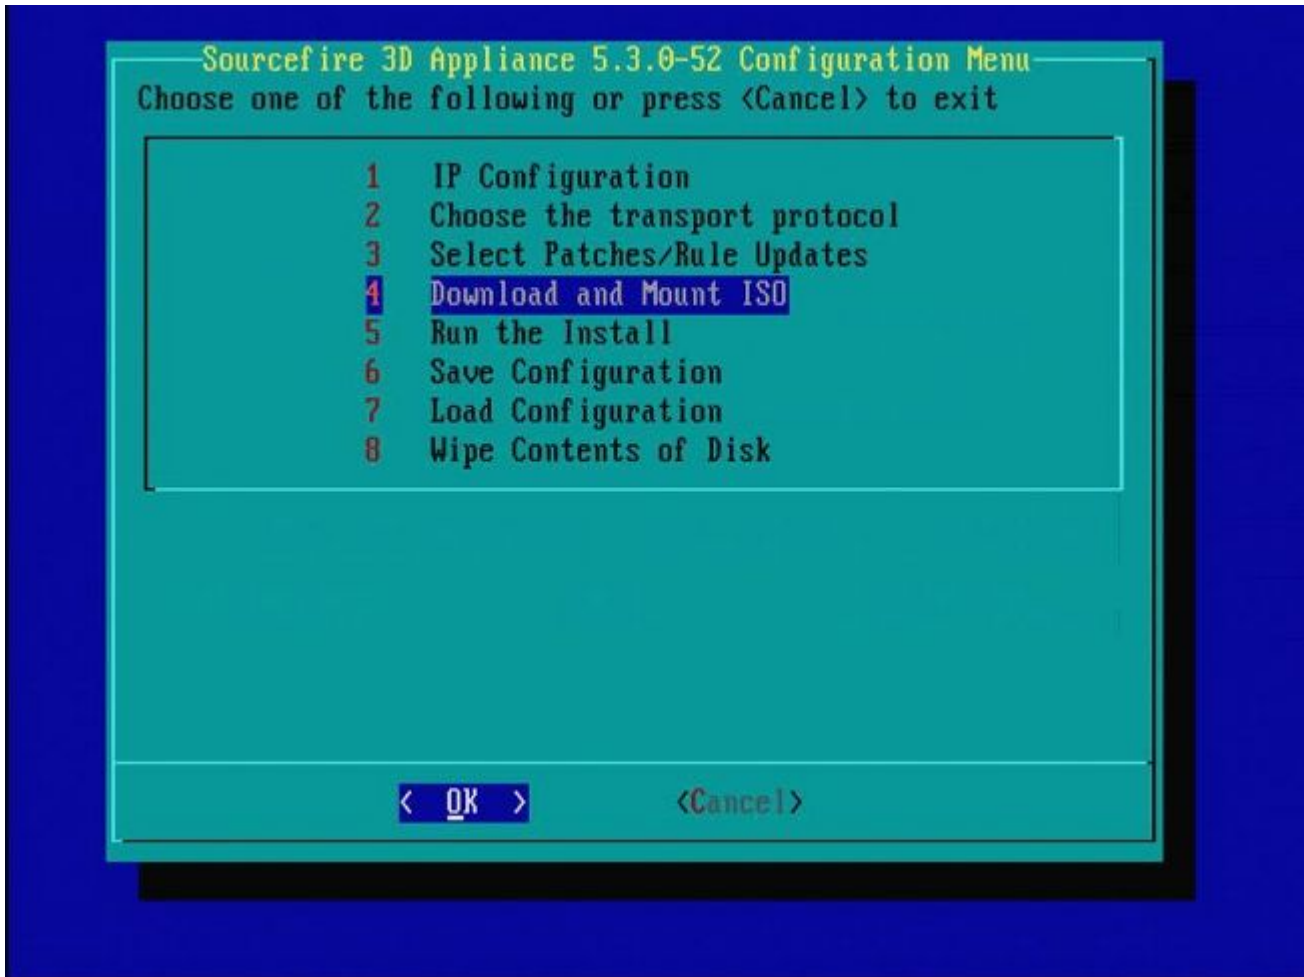 Sourcefire 3D Appliance 5.3.0-52 Configuration Menu
Choose one of the following or press <Cancel> to exit
1 IP Configuration
2 Choose the transport protocol
3 Select Patches/Rule Updates
4 Download and Mount ISO
5 Run the Install
6 Save Configuration
7 Load Configuration
8 Wipe Contents of Disk
< OK > <Cancel>